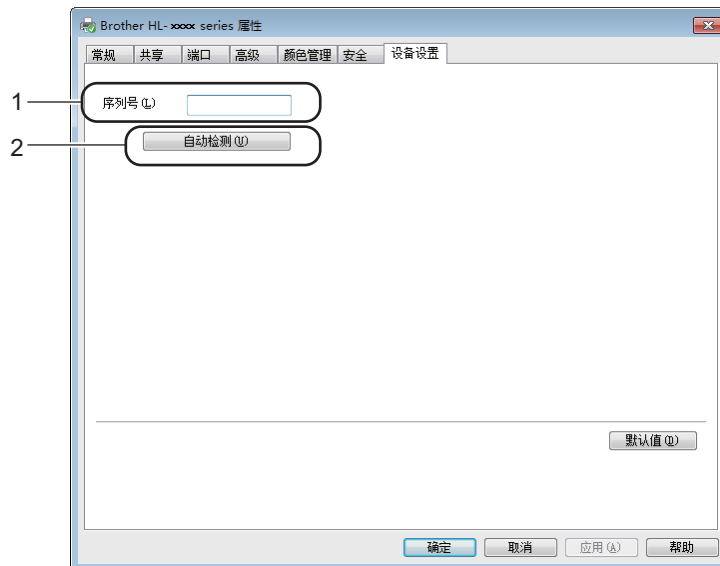 Brother HL- xxxx series 属性
常规 共享 端口 高级 颜色管理 安全 设备设置
1
序列号(L)
2
自动检测(U)
默认值(D)
确定 取消 应用(A) 帮助